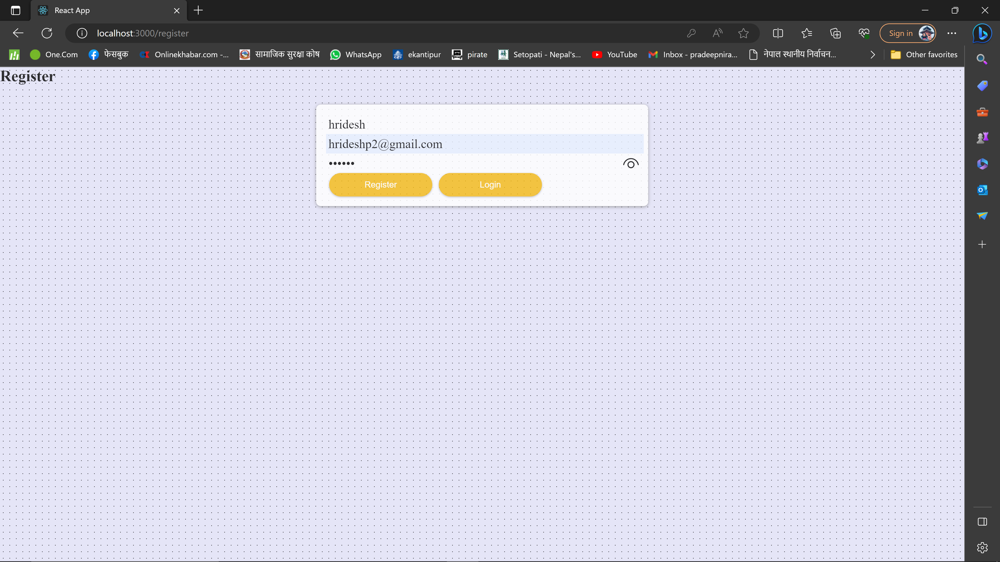 React App
localhost:3000/register
Sign in
One.Com फेसबुक Onlinekhabar.com -... सामाजिक सुरक्षा कोष WhatsApp ekantipur pirate Setopati - Nepal's... YouTube Inbox - pradeepnira... नेपाल स्थानीय निर्वाचन... Other favorites
Register
hridesh
hrideshp2@gmail.com
••••••
Register Login